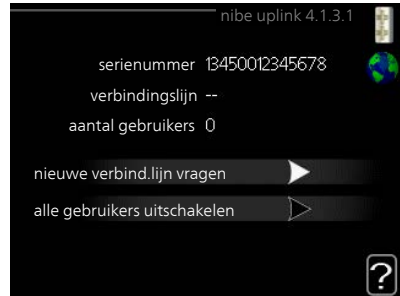 nibe uplink 4.1.3.1
serienummer 13450012345678
verbindingslijn --
aantal gebruikers 0
nieuwe verbind.lijn vragen
alle gebruikers uitschakelen
?